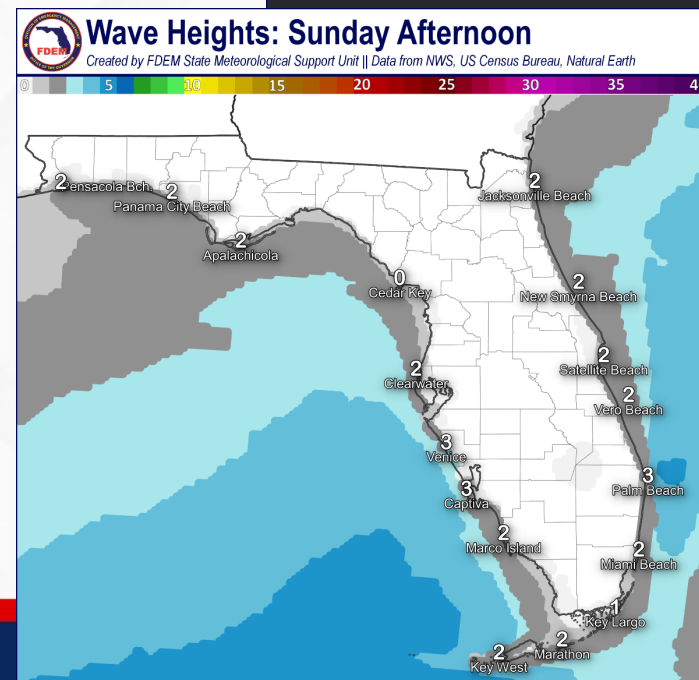 FDEM
Wave Heights: Sunday Afternoon
Created by FDEM State Meteorological Support Unit || Data from NWS, US Census Bureau, Natural Earth
0 5 10 15 20 25 30 35 4
2
Jacksonville Beach
2
Pensacola Bch.
2
Panama City Beach
2
Apalachicola
0
Cedar Key
2
New Smyrna Beach
2
Satellite Beach
2
Clearwater
2
Vero Beach
3
Venice
3
Palm Beach
3
Captiva
2
Marco Island
2
Miami Beach
1
Key Largo
2
Marathon
2
Key West